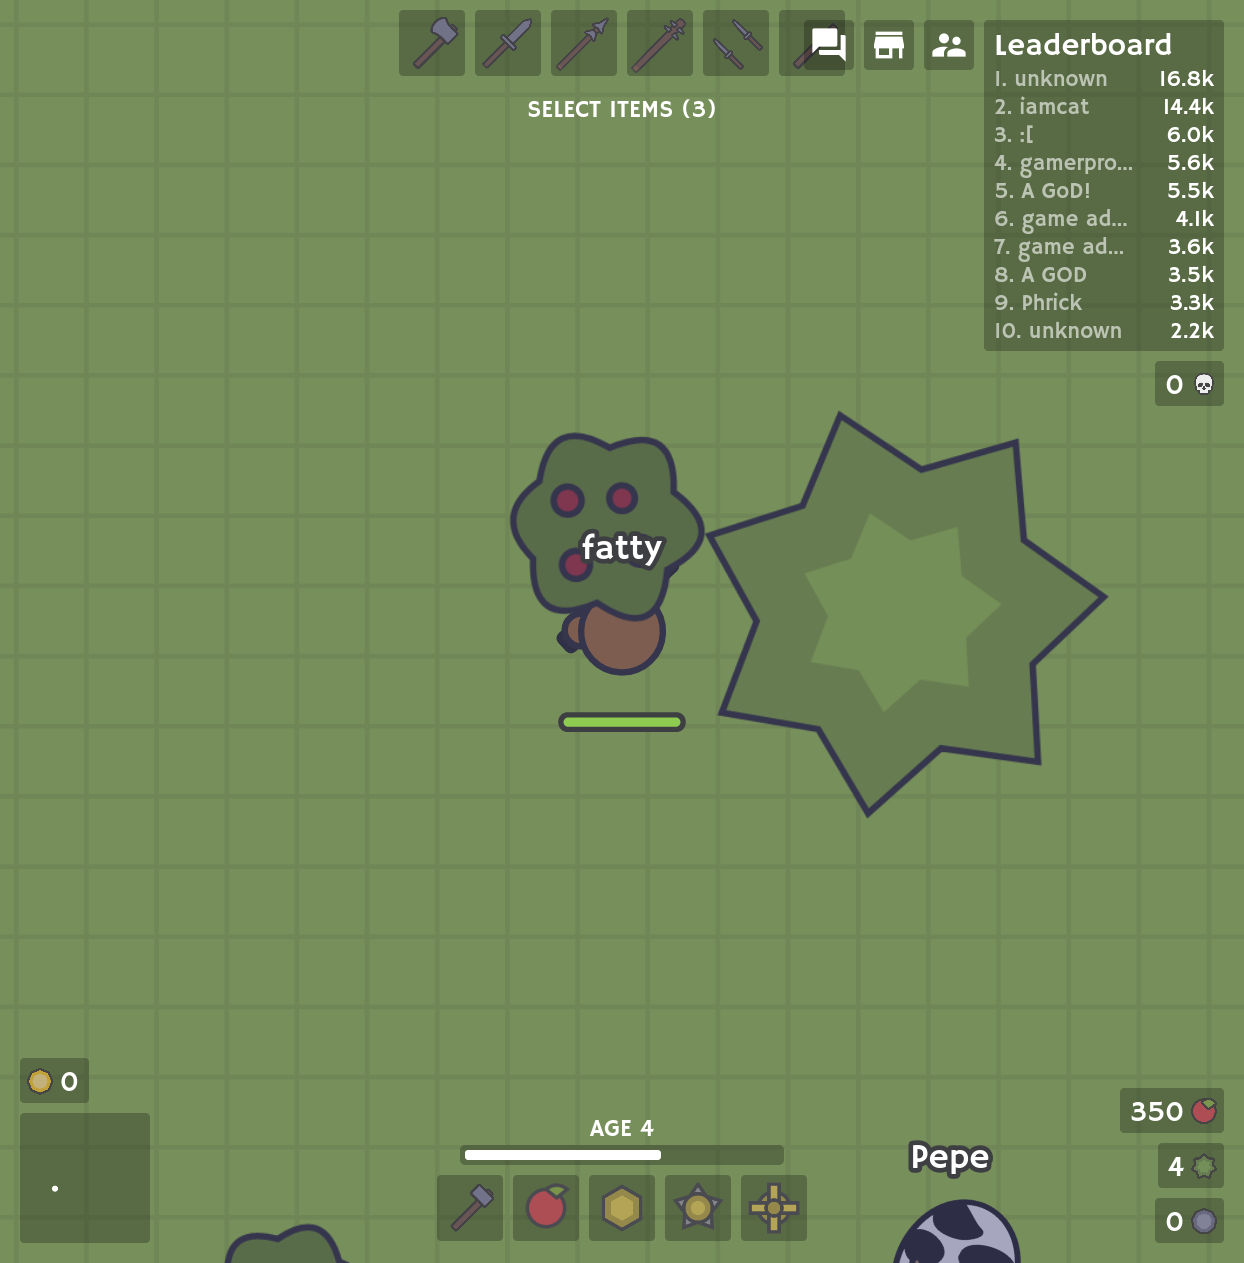 SELECT ITEMS (3)
Leaderboard
1. unknown 16.8k
2. iamcat 14.4k
3. :[ 6.0k
4. gamerpro... 5.6k
5. A GoD! 5.5k
6. game ad... 4.1k
7. game ad... 3.6k
8. A GOD 3.5k
9. Phrick 3.3k
10. unknown 2.2k
0
fatty
0
350
AGE 4
Pepe
4
0